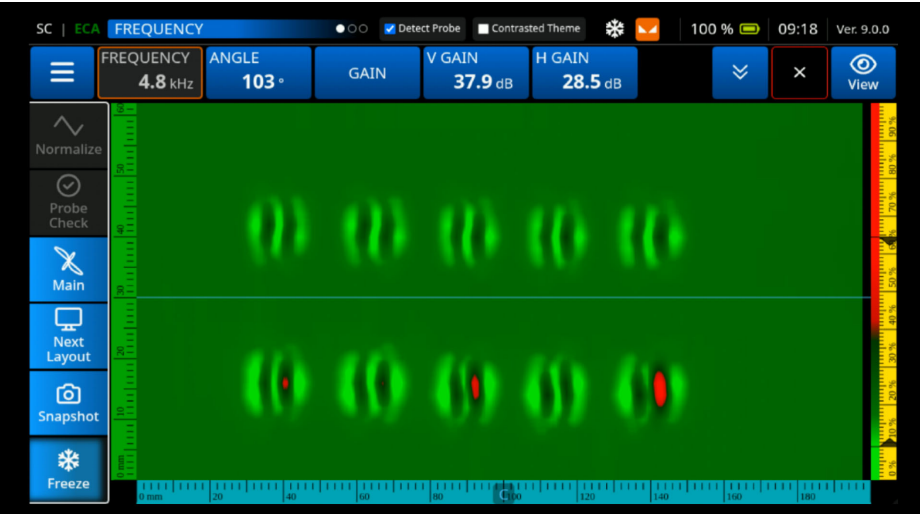 SC | ECA FREQUENCY Detect Probe Contrasted Theme 100 % 09:18 Ver. 9.0.0
FREQUENCY
4.8 kHz
ANGLE
103 °
GAIN
V GAIN
37.9 dB
H GAIN
28.5 dB
View
Normalize
Probe
Check
Main
Next
Layout
Snapshot
Freeze
60
50
40
30
20
10
0 mm
90 %
80 %
70 %
50 %
40 %
30 %
20 %
10 %
0 %
0 mm 20 40 60 80 C 00 120 140 160 180